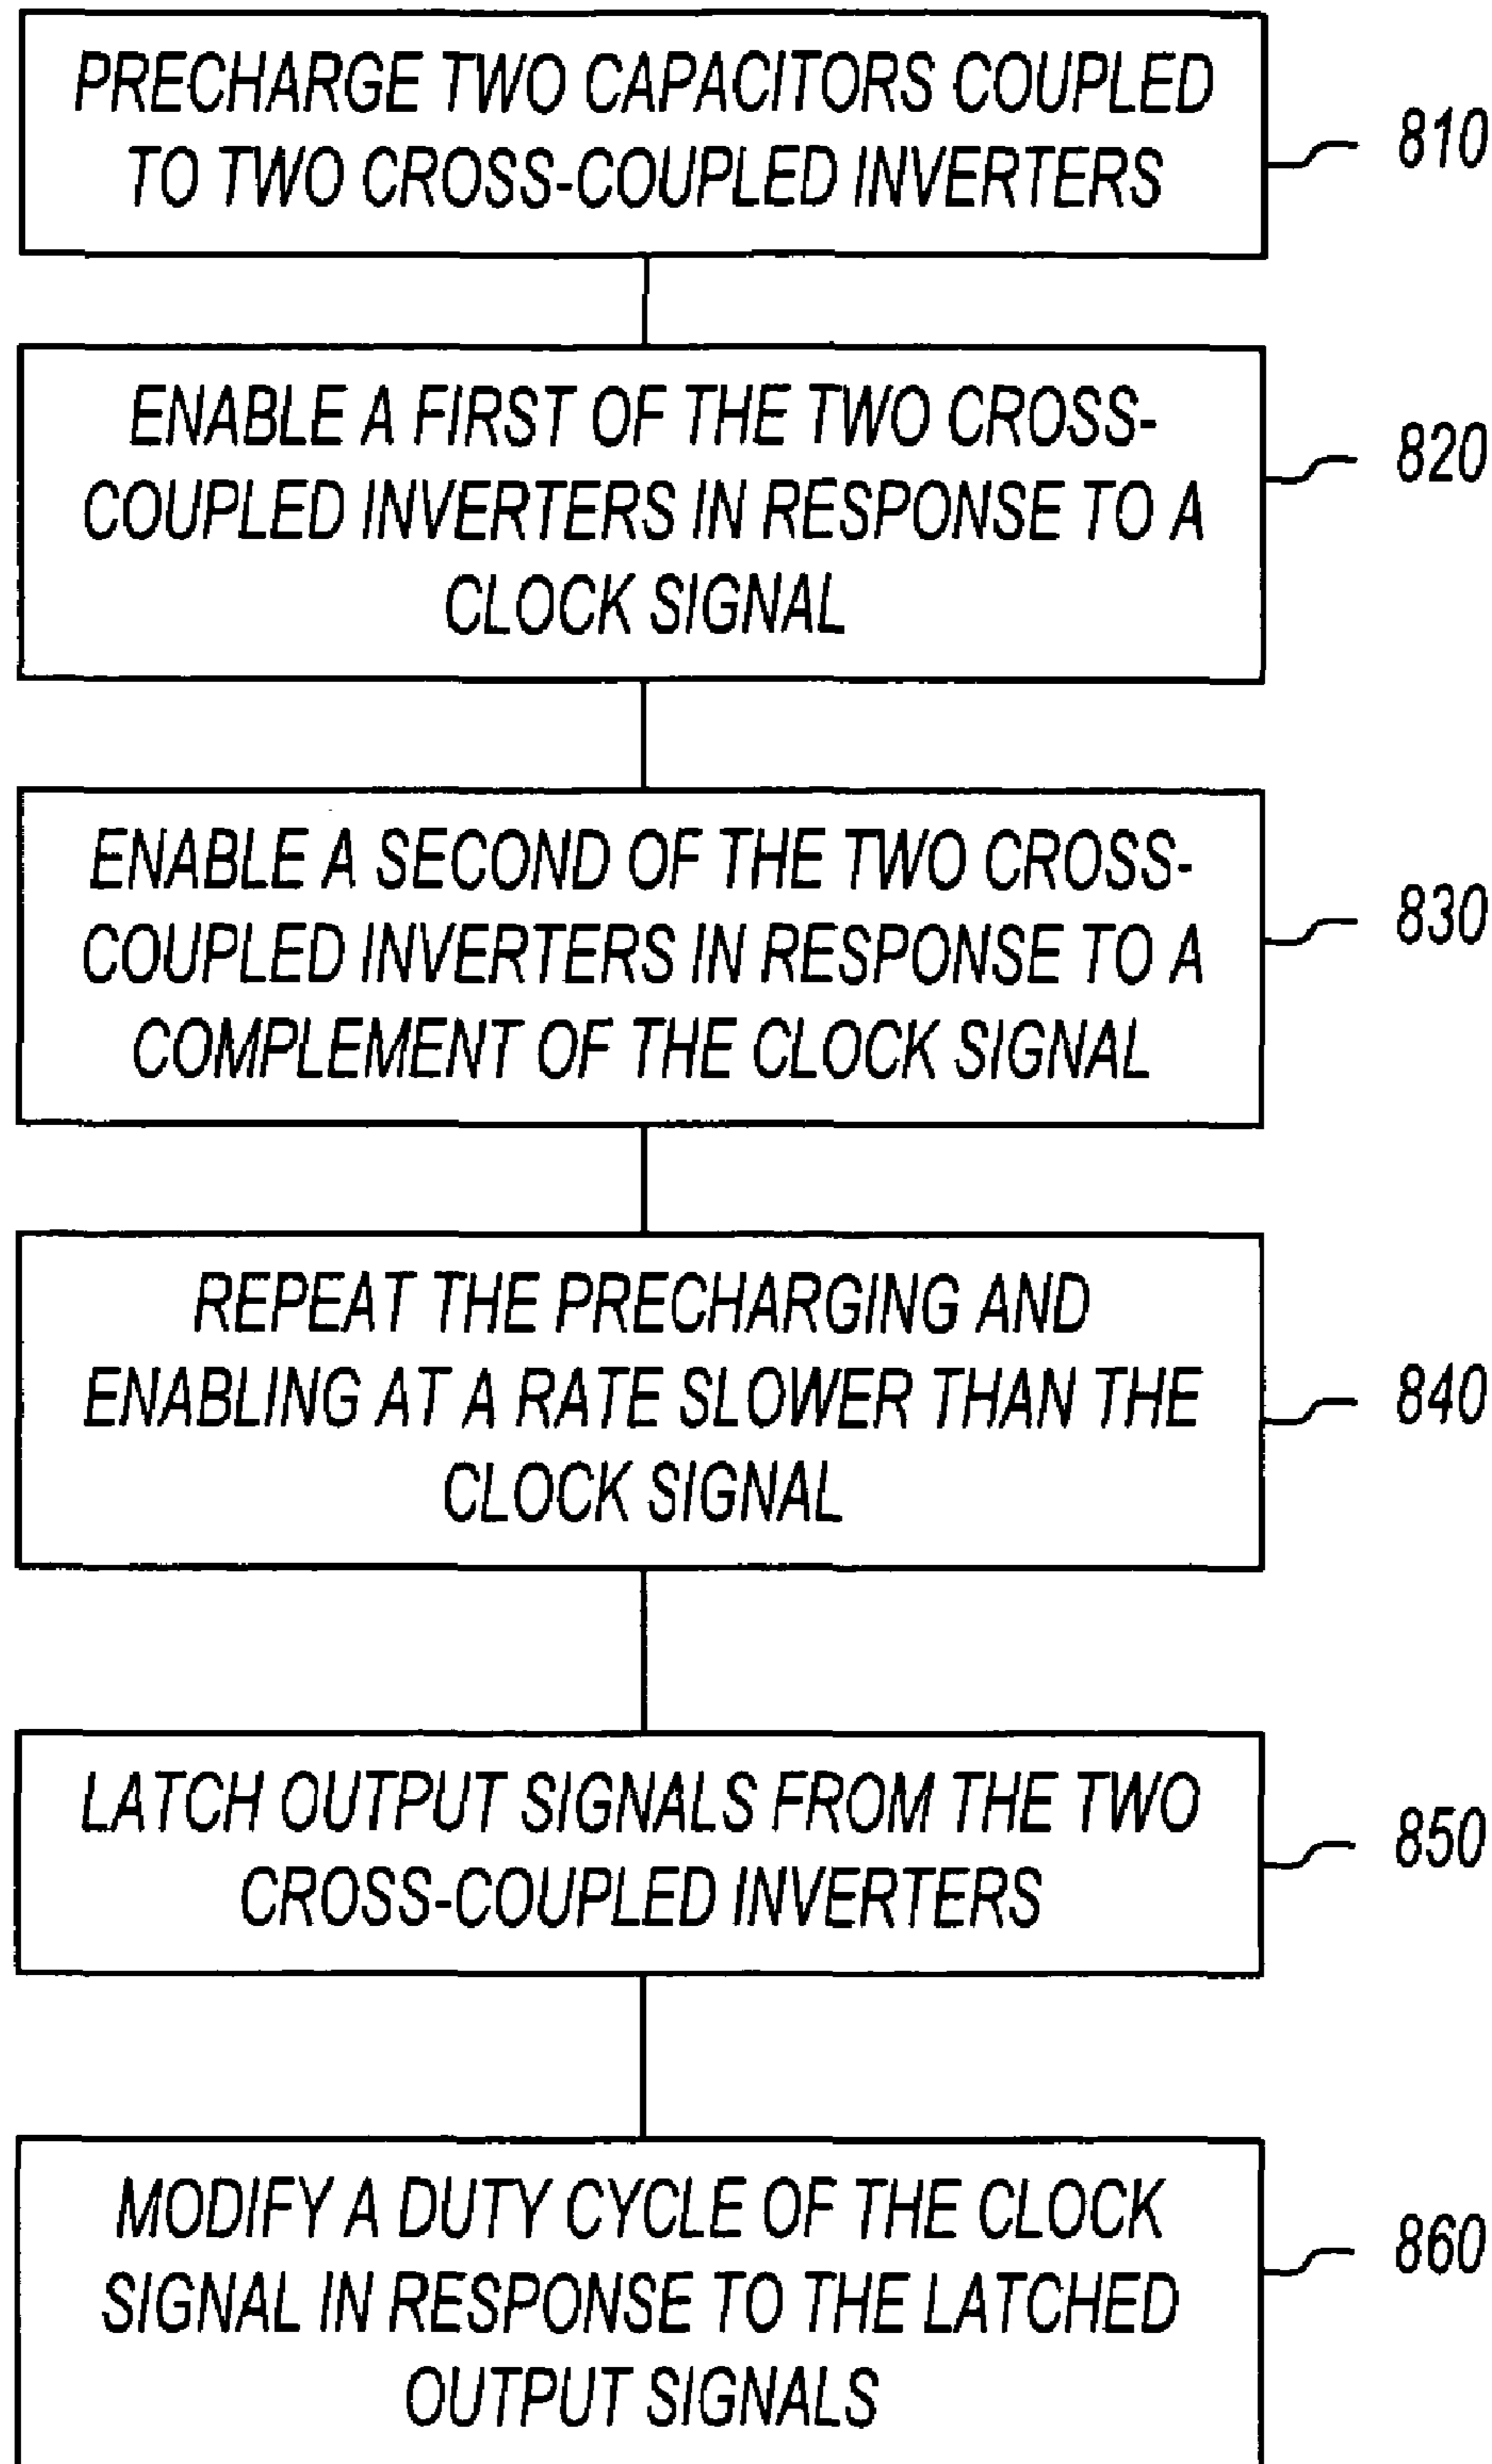 PRECHARGE TWO CAPACITORS COUPLED
TO TWO CROSS-COUPLED INVERTERS
810
ENABLE A FIRST OF THE TWO CROSS-
COUPLED INVERTERS IN RESPONSE TO A
CLOCK SIGNAL
820
ENABLE A SECOND OF THE TWO CROSS-
COUPLED INVERTERS IN RESPONSE TO A
COMPLEMENT OF THE CLOCK SIGNAL
830
REPEAT THE PRECHARGING AND
ENABLING AT A RATE SLOWER THAN THE
CLOCK SIGNAL
840
LATCH OUTPUT SIGNALS FROM THE TWO
CROSS-COUPLED INVERTERS
850
MODIFY A DUTY CYCLE OF THE CLOCK
SIGNAL IN RESPONSE TO THE LATCHED
OUTPUT SIGNALS
860